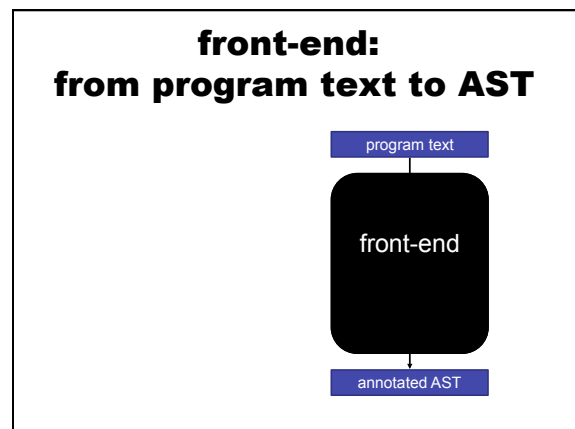 front-end:
from program text to AST
program text
front-end
annotated AST